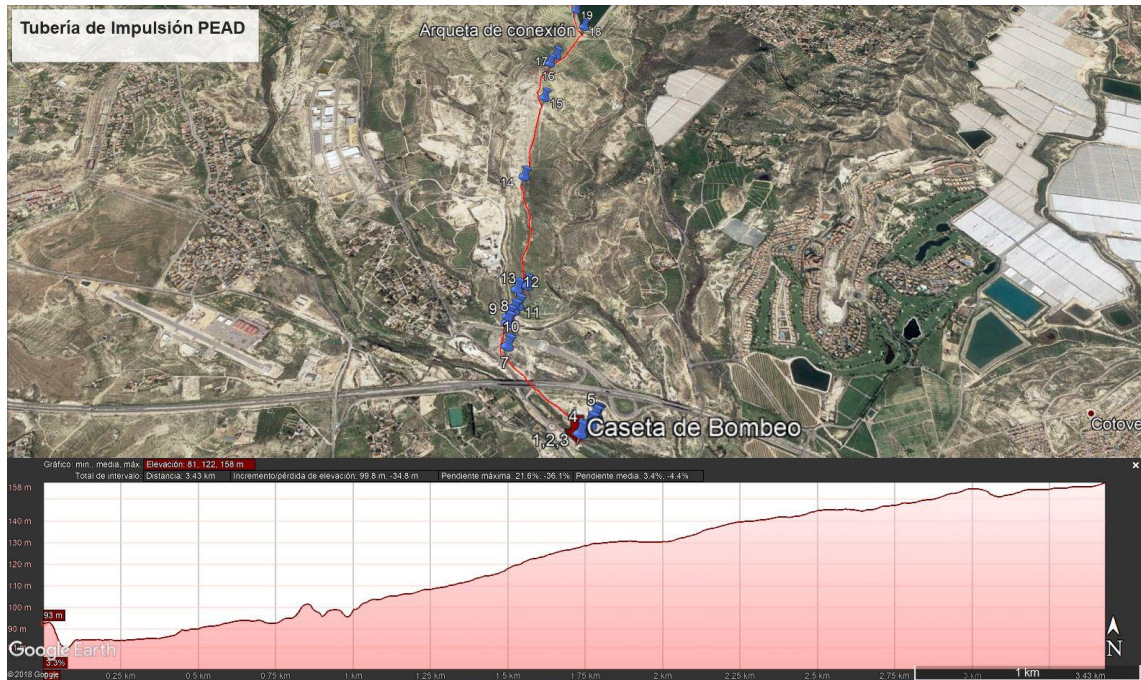 Tubería de Impulsión PEAD
19
Arqueta de conexión
18
17
16
15
14
13
12
9
8
11
10
7
5
4
Caseta de Bombeo
1,2,3
Cotove
Gráfico: min., media, máx. Elevación: 81, 122, 158 m
Total de intervalo: Distancia: 3.43 km Incremento/pérdida de elevación: 99.8 m, -34.8 m Pendiente máxima: 21.6%, -36.1% Pendiente media: 3.4%, -4.4%
158 m
140 m
130 m
120 m
110 m
100 m
93 m
90 m
Google Earth
N
3.3%
1 km
©2018 Google
0.25 km 0.5 km 0.75 km 1 km 1.25 km 1.5 km 1.75 km 2 km 2.25 km 2.5 km 2.75 km 3 km 3.43 km